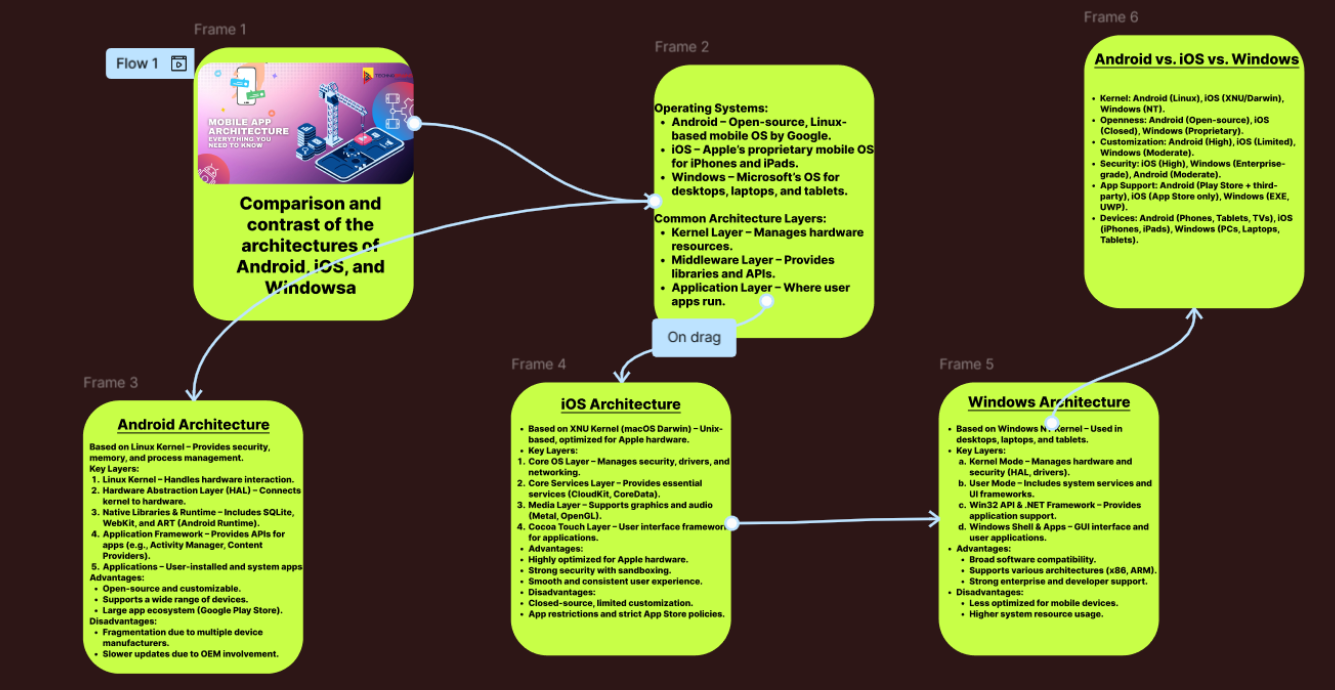 Frame 1
Flow 1
MOBILE APP
ARCHITECTURE
EVERYTHING YOU
NEED TO KNOW
Comparison and
contrast of the
architectures of
Android, iOS, and
Windowsa
Frame 2
Operating Systems:
• Android – Open-source, Linux-
based mobile OS by Google.
• iOS – Apple's proprietary mobile OS
for iPhones and iPads.
• Windows – Microsoft's OS for
desktops, laptops, and tablets.
Common Architecture Layers:
• Kernel Layer – Manages hardware
resources.
• Middleware Layer – Provides
libraries and APIs.
• Application Layer – Where user
apps run.
On drag
Frame 6
Android vs. iOS vs. Windows
• Kernel: Android (Linux), iOS (XNU/Darwin),
Windows (NT).
• Openness: Android (Open-source), iOS
(Closed), Windows (Proprietary).
• Customization: Android (High), iOS (Limited),
Windows (Moderate).
• Security: iOS (High), Windows (Enterprise-
grade), Android (Moderate).
• App Support: Android (Play Store + third-
party), iOS (App Store only), Windows (EXE,
UWP).
• Devices: Android (Phones, Tablets, TVs), iOS
(iPhones, iPads), Windows (PCs, Laptops,
Tablets).
Frame 3
Android Architecture
Based on Linux Kernel – Provides security,
memory, and process management.
Key Layers:
1. Linux Kernel – Handles hardware interaction.
2. Hardware Abstraction Layer (HAL) – Connects
kernel to hardware.
3. Native Libraries & Runtime – Includes SQLite,
WebKit, and ART (Android Runtime).
4. Application Framework – Provides APIs for
apps (e.g., Activity Manager, Content
Providers).
5. Applications – User-installed and system apps
Advantages:
• Open-source and customizable.
• Supports a wide range of devices.
• Large app ecosystem (Google Play Store).
Disadvantages:
• Fragmentation due to multiple device
manufacturers.
• Slower updates due to OEM involvement.
Frame 4
iOS Architecture
• Based on XNU Kernel (macOS Darwin) – Unix-
based, optimized for Apple hardware.
• Key Layers:
1. Core OS Layer – Manages security, drivers, and
networking.
2. Core Services Layer – Provides essential
services (CloudKit, CoreData).
3. Media Layer – Supports graphics and audio
(Metal, OpenGL).
4. Cocoa Touch Layer – User interface framework
for applications.
• Advantages:
• Highly optimized for Apple hardware.
• Strong security with sandboxing.
• Smooth and consistent user experience.
• Disadvantages:
• Closed-source, limited customization.
• App restrictions and strict App Store policies.
Frame 5
Windows Architecture
• Based on Windows NT Kernel – Used in
desktops, laptops, and tablets.
• Key Layers:
a. Kernel Mode – Manages hardware and
security (HAL, drivers).
b. User Mode – Includes system services and
UI frameworks.
c. Win32 API & .NET Framework – Provides
application support.
d. Windows Shell & Apps – GUI interface and
user applications.
• Advantages:
• Broad software compatibility.
• Supports various architectures (x86, ARM).
• Strong enterprise and developer support.
• Disadvantages:
• Less optimized for mobile devices.
• Higher system resource usage.